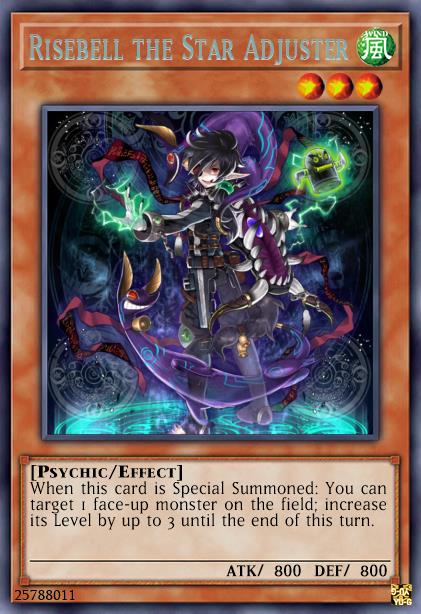 Risebell the Star Adjuster
WIND
風
[Psychic/Effect]
When this card is Special Summoned: You can
target 1 face-up monster on the field; increase
its Level by up to 3 until the end of this turn.
ATK/ 800 DEF/ 800
25788011